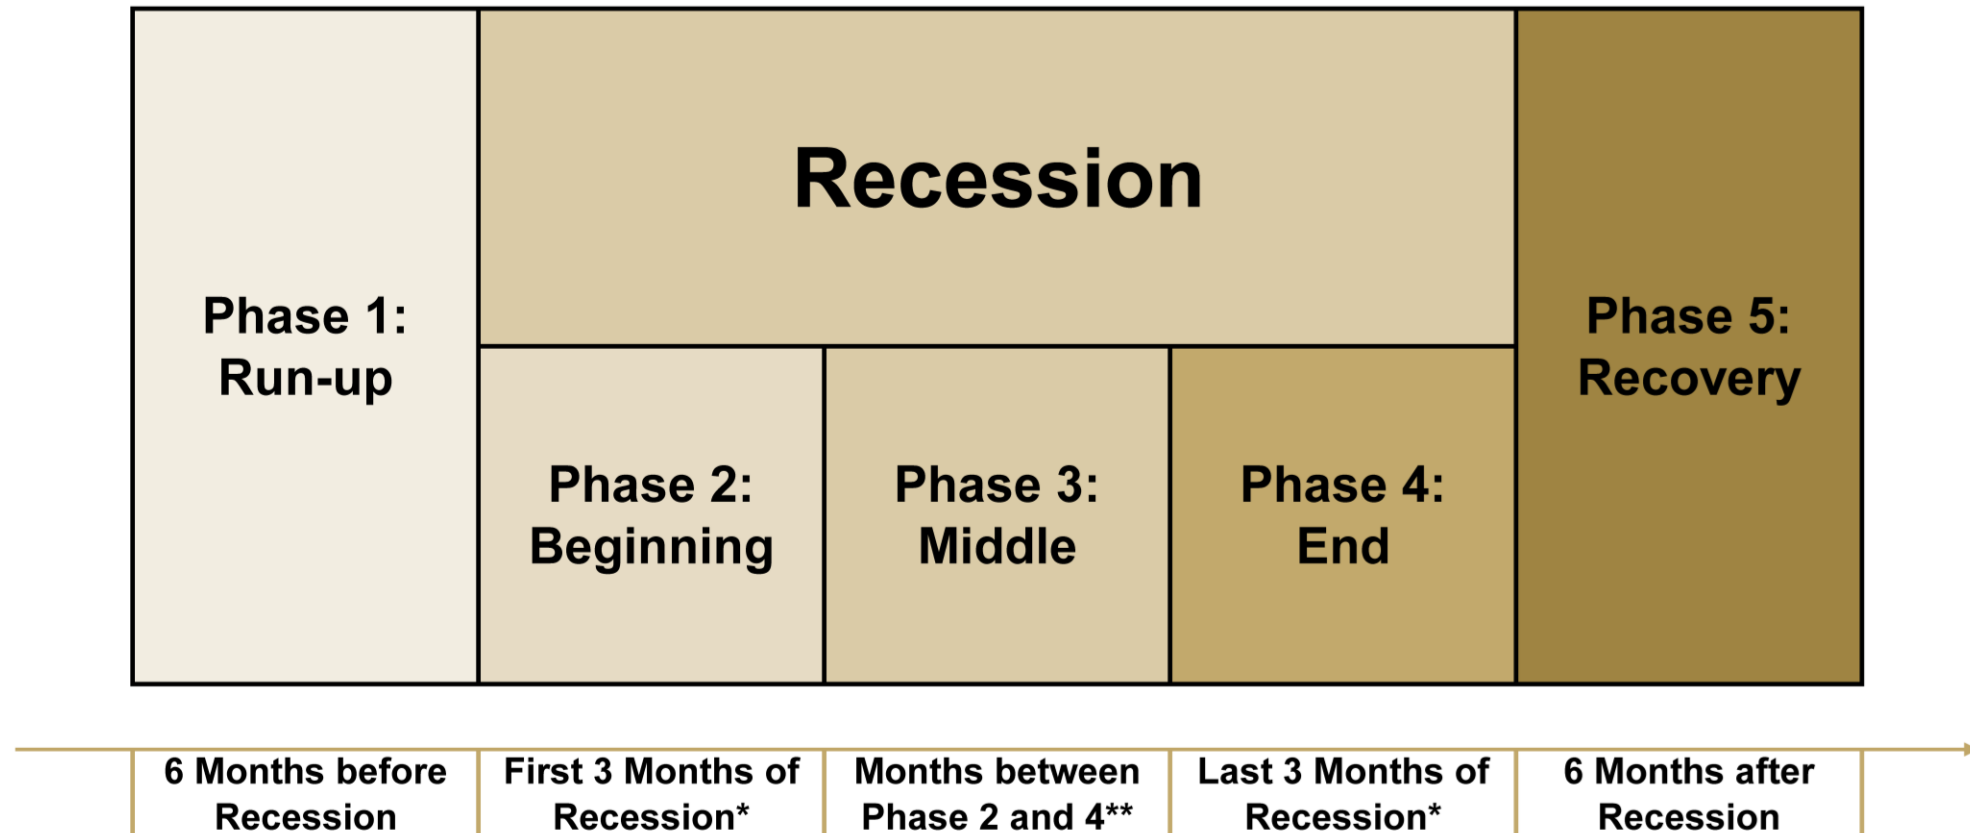 Recession
Phase 1:
Run-up
Phase 2:
Beginning
Phase 3:
Middle
Phase 4:
End
Phase 5:
Recovery
6 Months before
Recession
First 3 Months of
Recession*
Months between
Phase 2 and 4**
Last 3 Months of
Recession*
6 Months after
Recession